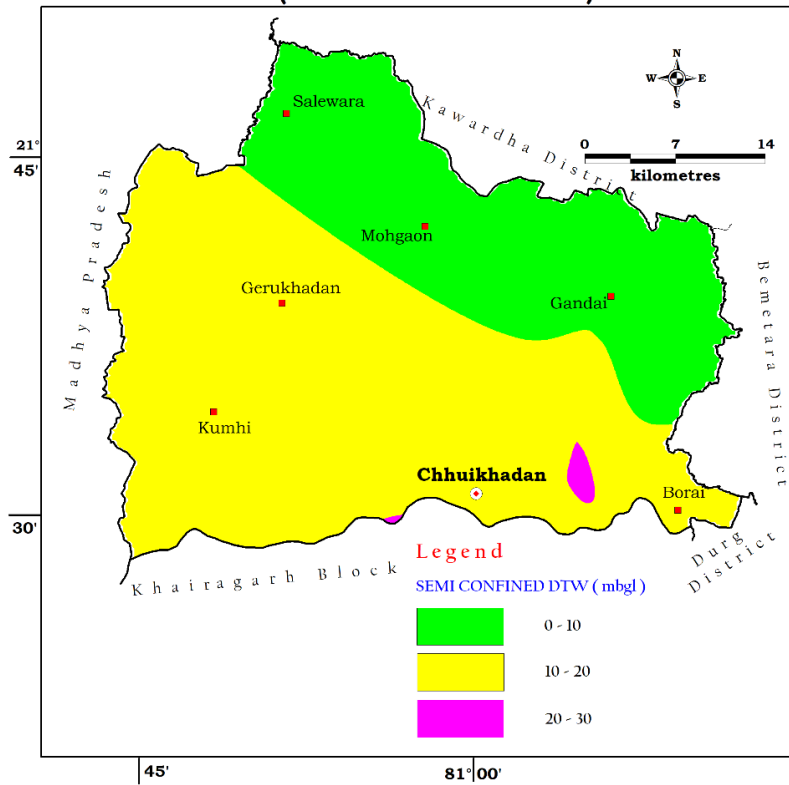 N
W E
S
Salewara
Kawardha District
0 7 14
kilometres
21°
45'
Mohgaon
Madhya Pradesh
Gerukhadan
Gandai
Bemetara District
Kumhi
Chhuikhadan
Borai
30'
Durg
District
Khairagarh Block
Legend
SEMI CONFINED DTW ( mbgl )
0 - 10
10 - 20
20 - 30
45'
81° 00'